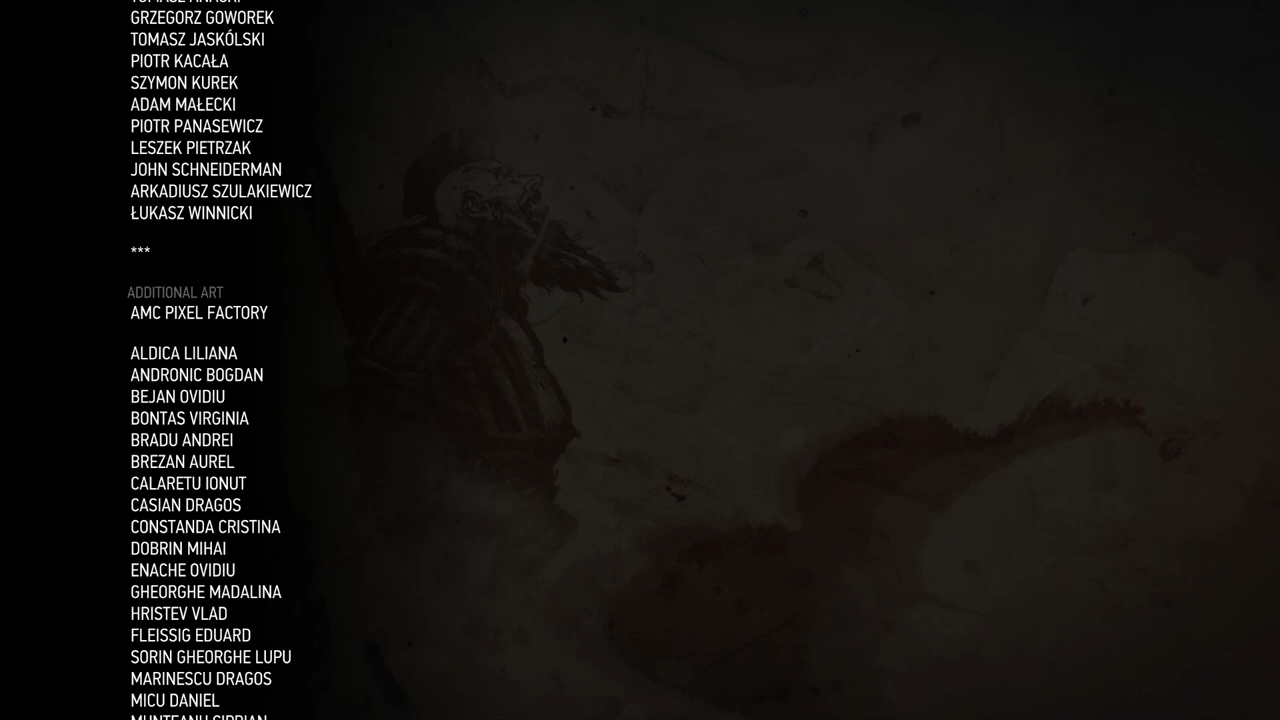 GRZEGORZ GOWOREK
TOMASZ JASKÓLSKI
PIOTR KACAŁA
SZYMON KUREK
ADAM MAŁECKI
PIOTR PANASEWICZ
LESZEK PIETRZAK
JOHN SCHNEIDERMAN
ARKADIUSZ SZULAKIEWICZ
ŁUKASZ WINNICKI
***
ADDITIONAL ART
AMC PIXEL FACTORY
ALDICA LILIANA
ANDRONIC BOGDAN
BEJAN OVIDIU
BONTAS VIRGINIA
BRADU ANDREI
BREZAN AUREL
CALARETU IONUT
CASIAN DRAGOS
CONSTANDA CRISTINA
DOBRIN MIHAI
ENACHE OVIDIU
GHEORGHE MADALINA
HRISTEV VLAD
FLEISSIG EDUARD
SORIN GHEORGHE LUPU
MARINESCU DRAGOS
MICU DANIEL
MUNTEANU CIPRIAN